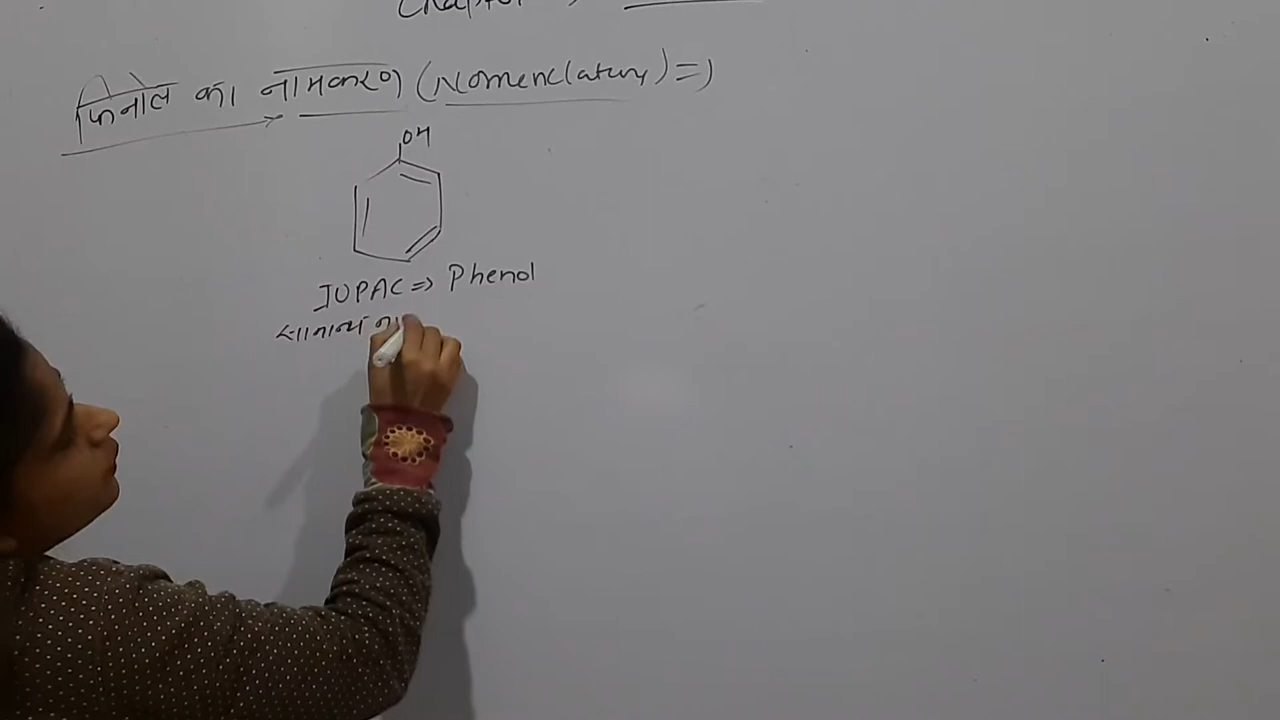 फिनोल का नामकरण (Nomenclature) =)
OH
IUPAC => Phenol
सामान्य